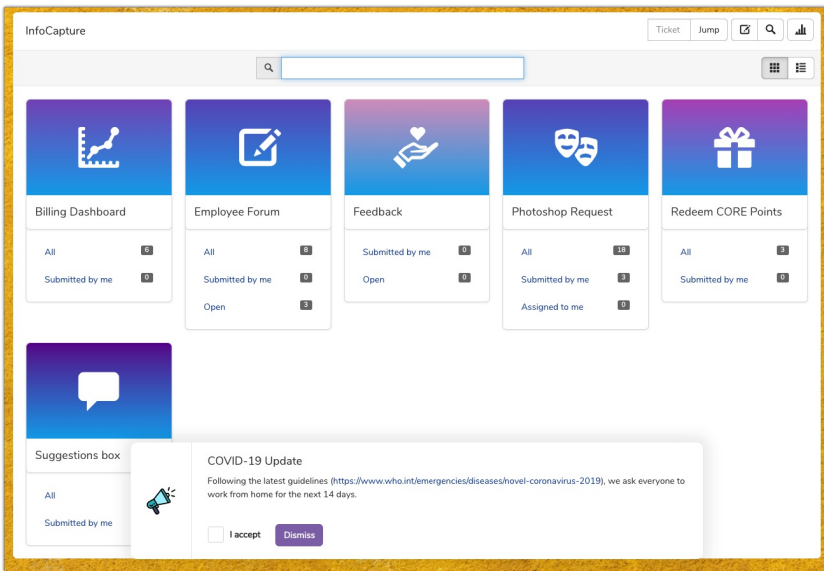 InfoCapture
Ticket Jump
Billing Dashboard
All 6
Submitted by me 0
Employee Forum
All 8
Submitted by me 0
Open 3
Feedback
Submitted by me 0
Open 0
Photoshop Request
All 18
Submitted by me 3
Assigned to me 0
Redeem CORE Points
All 3
Submitted by me 0
Suggestions box
All
Submitted by me
COVID-19 Update
Following the latest guidelines (https://www.who.int/emergencies/diseases/novel-coronavirus-2019), we ask everyone to
work from home for the next 14 days.
I accept Dismiss